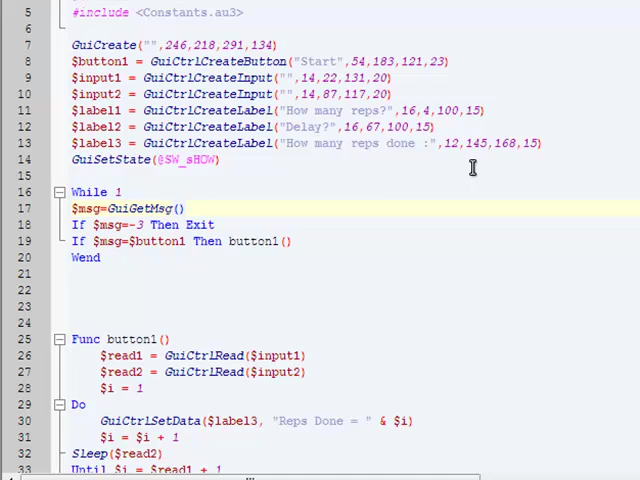 5 #include <Constants.au3>
6
7 GuiCreate("",246,218,291,134)
8 $button1 = GuiCtrlCreateButton("Start",54,183,121,23)
9 $input1 = GuiCtrlCreateInput("",14,22,131,20)
10 $input2 = GuiCtrlCreateInput("",14,87,117,20)
11 $label1 = GuiCtrlCreateLabel("How many reps?",16,4,100,15)
12 $label2 = GuiCtrlCreateLabel("Delay?",16,67,100,15)
13 $label3 = GuiCtrlCreateLabel("How many reps done :",12,145,168,15)
14 GuiSetState(@SW_sHOW)
15
16 While 1
17 $msg=GuiGetMsg()
18 If $msg=-3 Then Exit
19 If $msg=$button1 Then button1()
20 Wend
21
22
23
24
25 Func button1()
26 $read1 = GuiCtrlRead($input1)
27 $read2 = GuiCtrlRead($input2)
28 $i = 1
29 Do
30 GuiCtrlSetData($label3, "Reps Done = " & $i)
31 $i = $i + 1
32 Sleep($read2)
33 Until $i = $read1 + 1